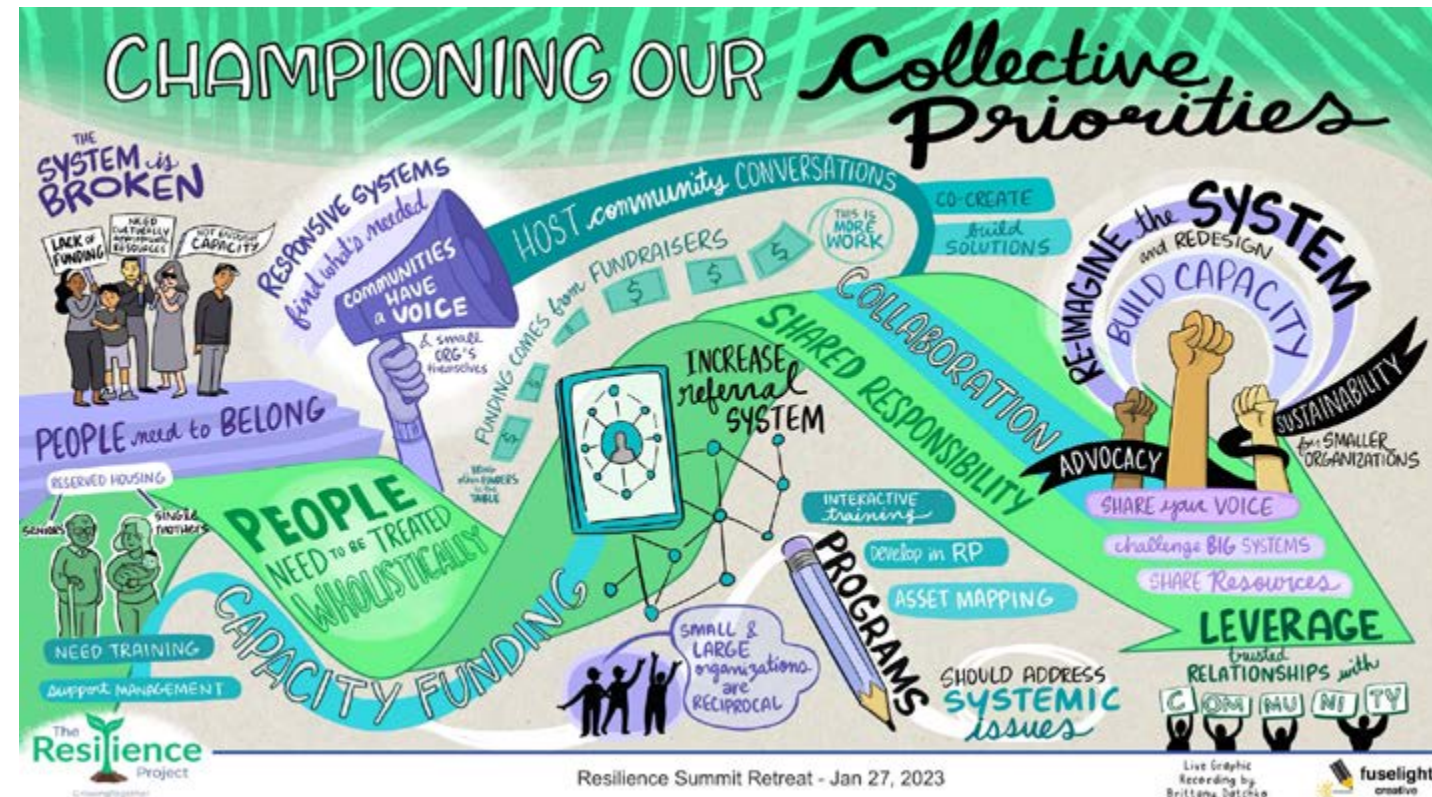 CHAMPIONING OUR
Collective
Priorities
THE
SYSTEM is
BROKEN
LACK OF
FUNDING
NEED
CULTURALLY
RESOURCES
NOT ENOUGH
CAPACITY
PEOPLE need to BELONG
RESPONSIVE SYSTEMS
find what's needed
COMMUNITIES
HAVE
a VOICE
& small
ORG'S
themselves
HOST community CONVERSATIONS
FUNDING COMES from FUNDRAISERS
$
$
$
$
$
THIS IS
MORE
WORK
TO THE
TABLE
CO-CREATE
build
SOLUTIONS
COLLABORATION
SHARED RESPONSIBILITY
INCREASE
referral
SYSTEM
RE-IMAGINE the SYSTEM
and REDESIGN
BUILD CAPACITY
ADVOCACY
SUSTAINABILITY
for SMALLER
ORGANIZATIONS
SHARE your VOICE
challenge BIG SYSTEMS
SHARE Resources
LEVERAGE
trusted
RELATIONSHIPS with
C OM MU NI TY
RESERVED HOUSING
SENIORS
SINGLE
mothers
NEED TRAINING
support MANAGEMENT
PEOPLE
NEED TO BE TREATED
WHOLISTICALLY
CAPACITY FUNDING
SMALL &
LARGE
organizations
are
RECIPROCAL
PROGRAMS
INTERACTIVE
training
Develop in RP
ASSET MAPPING
SHOULD ADDRESS
SYSTEMIC
issues
The
Resilience
Project
Resilience Summit Retreat - Jan 27, 2023
Live Graphic
Recording by
Brittany Datchko
fuselight
creative